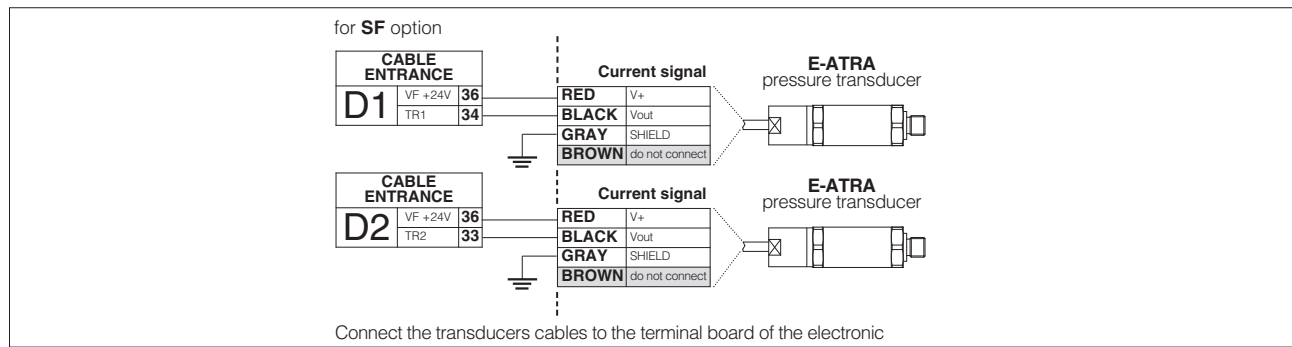 for SF option
CABLE ENTRANCE
D1
VF +24V 36
TR1 34
Current signal
RED V+
BLACK Vout
GRAY SHIELD
BROWN do not connect
E-ATRA
pressure transducer
CABLE ENTRANCE
D2
VF +24V 36
TR2 33
Current signal
RED V+
BLACK Vout
GRAY SHIELD
BROWN do not connect
E-ATRA
pressure transducer
Connect the transducers cables to the terminal board of the electronic